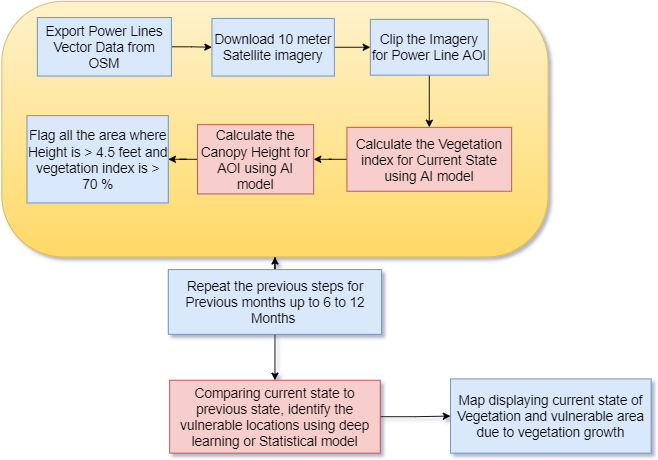 Export Power Lines
Vector Data from
OSM
Download 10 meter
Satellite imagery
Clip the Imagery
for Power Line AOI
Calculate the Vegetation
index for Current State
using AI model
Calculate the
Canopy Height for
AOI using AI
model
Flag all the area where
Height is > 4.5 feet and
vegetation index is >
70 %
Repeat the previous steps for
Previous months up to 6 to 12
Months
Comparing current state to
previous state, identify the
vulnerable locations using deep
learning or Statistical model
Map displaying current state of
Vegetation and vulnerable area
due to vegetation growth